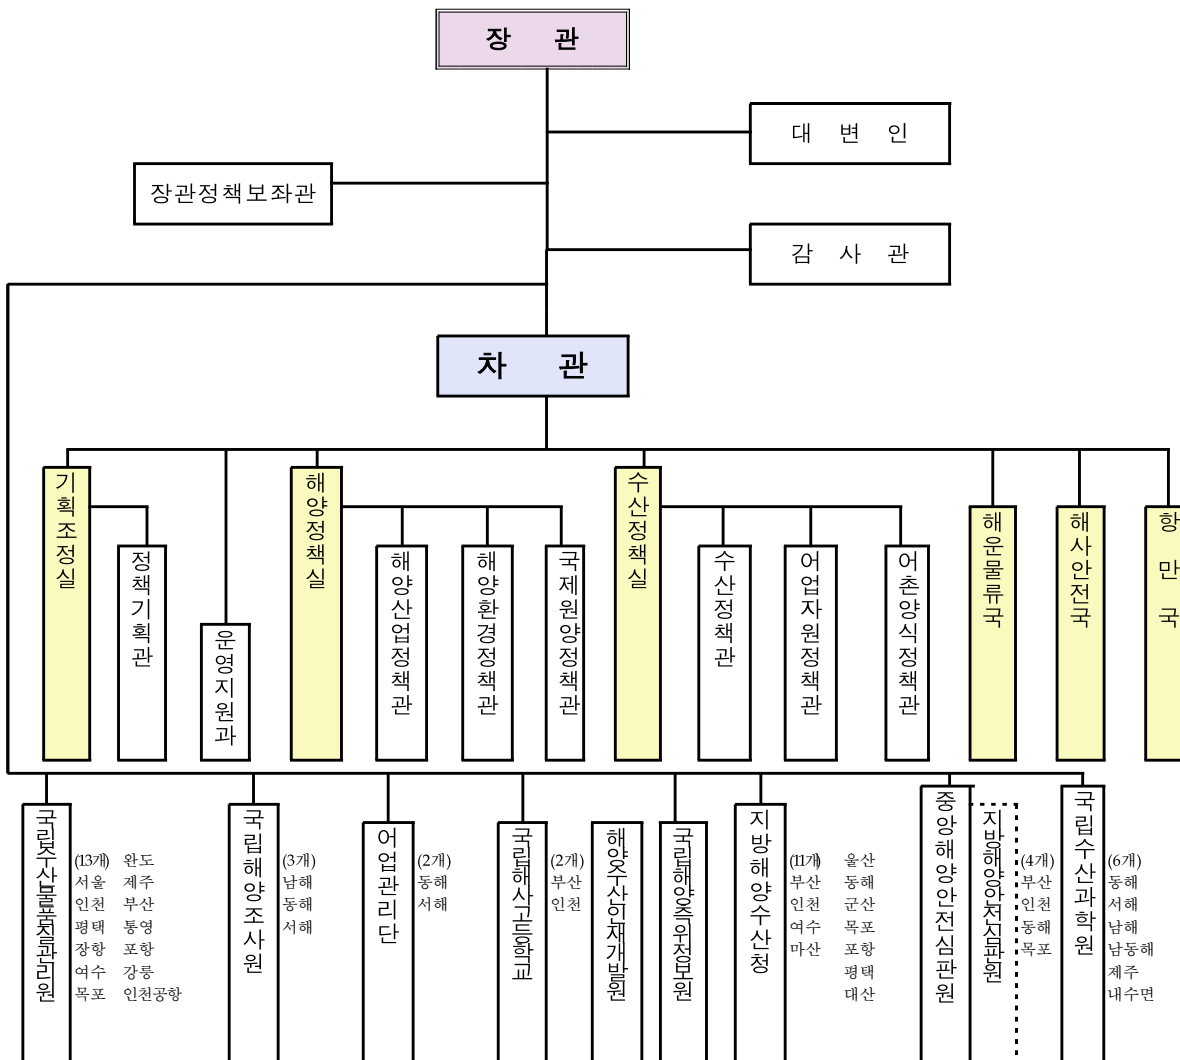 장 관
대 변 인
장관정책보좌관
감 사 관
차 관
기획조정실
정책기획관
운영지원과
해양정책실
해양산업정책관
해양환경정책관
국제원양정책관
수산정책실
수산정책관
어업자원정책관
어촌양식정책관
해운물류국
해사안전국
항 만 국
국립수산물품질관리원
(13개) 완도
서울 제주
인천 부산
평택 통영
장항 포항
여수 강릉
목포 인천공항
국립해양조사원
(3개)
남해
동해
서해
어업관리단
(2개)
동해
서해
국립해사고등학교
(2개)
부산
인천
해양수산인재개발원
국립해양측위정보원
지방해양수산청
(11개) 울산
부산 동해
인천 군산
여수 목포
마산 포항
평택
대산
중앙해양안전심판원
지방해양안전심판원
(4개)
부산
인천
동해
목포
국립수산과학원
(6개)
동해
서해
남해
남동해
제주
내수면